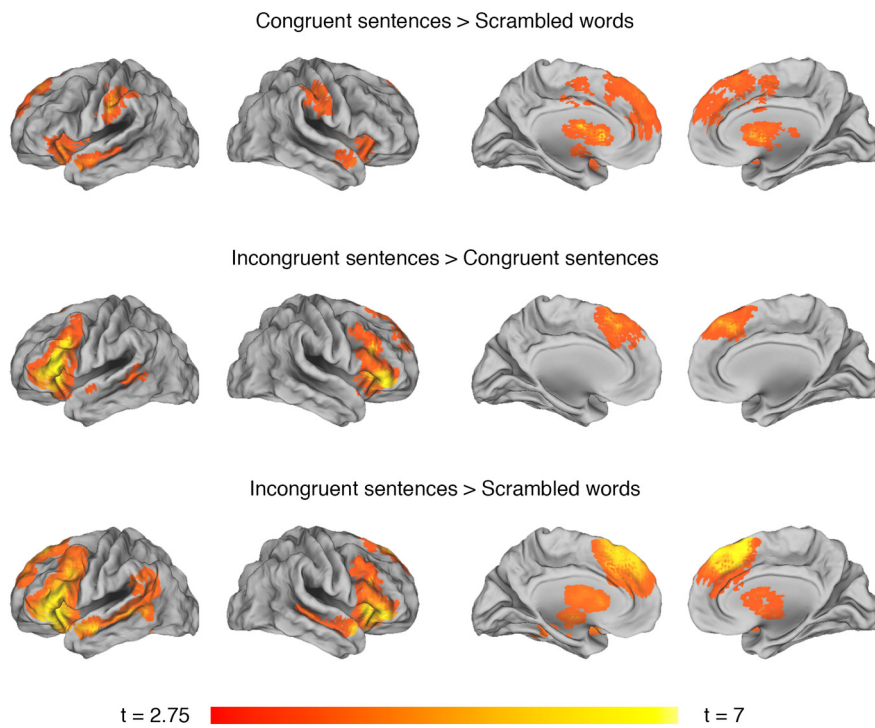 Congruent sentences > Scrambled words
Incongruent sentences > Congruent sentences
Incongruent sentences > Scrambled words
t = 2.75 t = 7